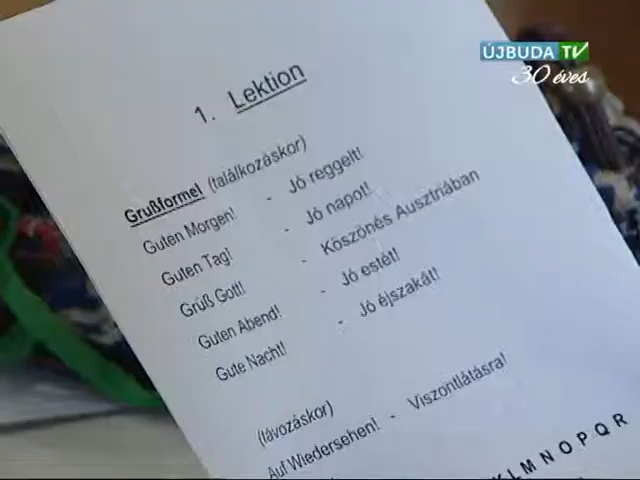 ÚJBUDA TV
30 éves
1. Lektion
Grußformel (találkozáskor)
Guten Morgen! - Jó reggelt!
Guten Tag! - Jó napot!
Grüß Gott! - Köszönés Ausztriában
Guten Abend! - Jó estét!
Gute Nacht! - Jó éjszakát!
(távozáskor)
Auf Wiedersehen! - Viszontlátásra!
K L M N O P Q R